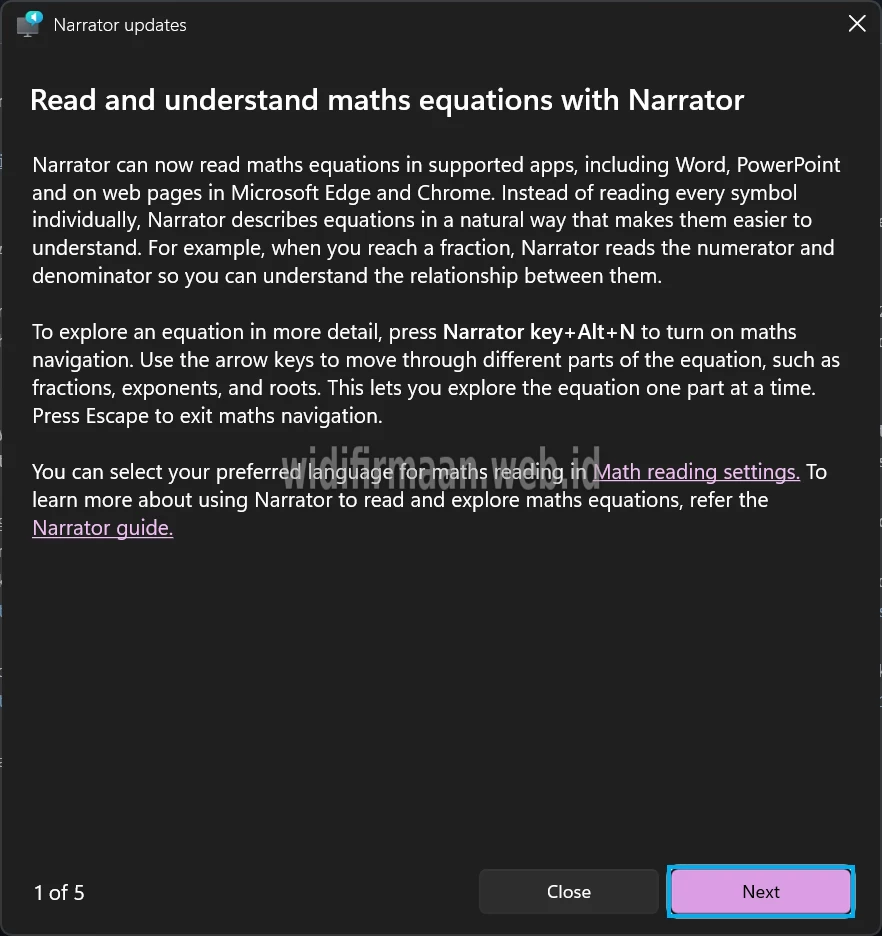 Narrator updates
Read and understand maths equations with Narrator
Narrator can now read maths equations in supported apps, including Word, PowerPoint
and on web pages in Microsoft Edge and Chrome. Instead of reading every symbol
individually, Narrator describes equations in a natural way that makes them easier to
understand. For example, when you reach a fraction, Narrator reads the numerator and
denominator so you can understand the relationship between them.
To explore an equation in more detail, press Narrator key+Alt+N to turn on maths
navigation. Use the arrow keys to move through different parts of the equation, such as
fractions, exponents, and roots. This lets you explore the equation one part at a time.
Press Escape to exit maths navigation.
widifirmaan.web.id
You can select your preferred language for maths reading in Math reading settings. To
learn more about using Narrator to read and explore maths equations, refer the
Narrator guide.
1 of 5
Close
Next